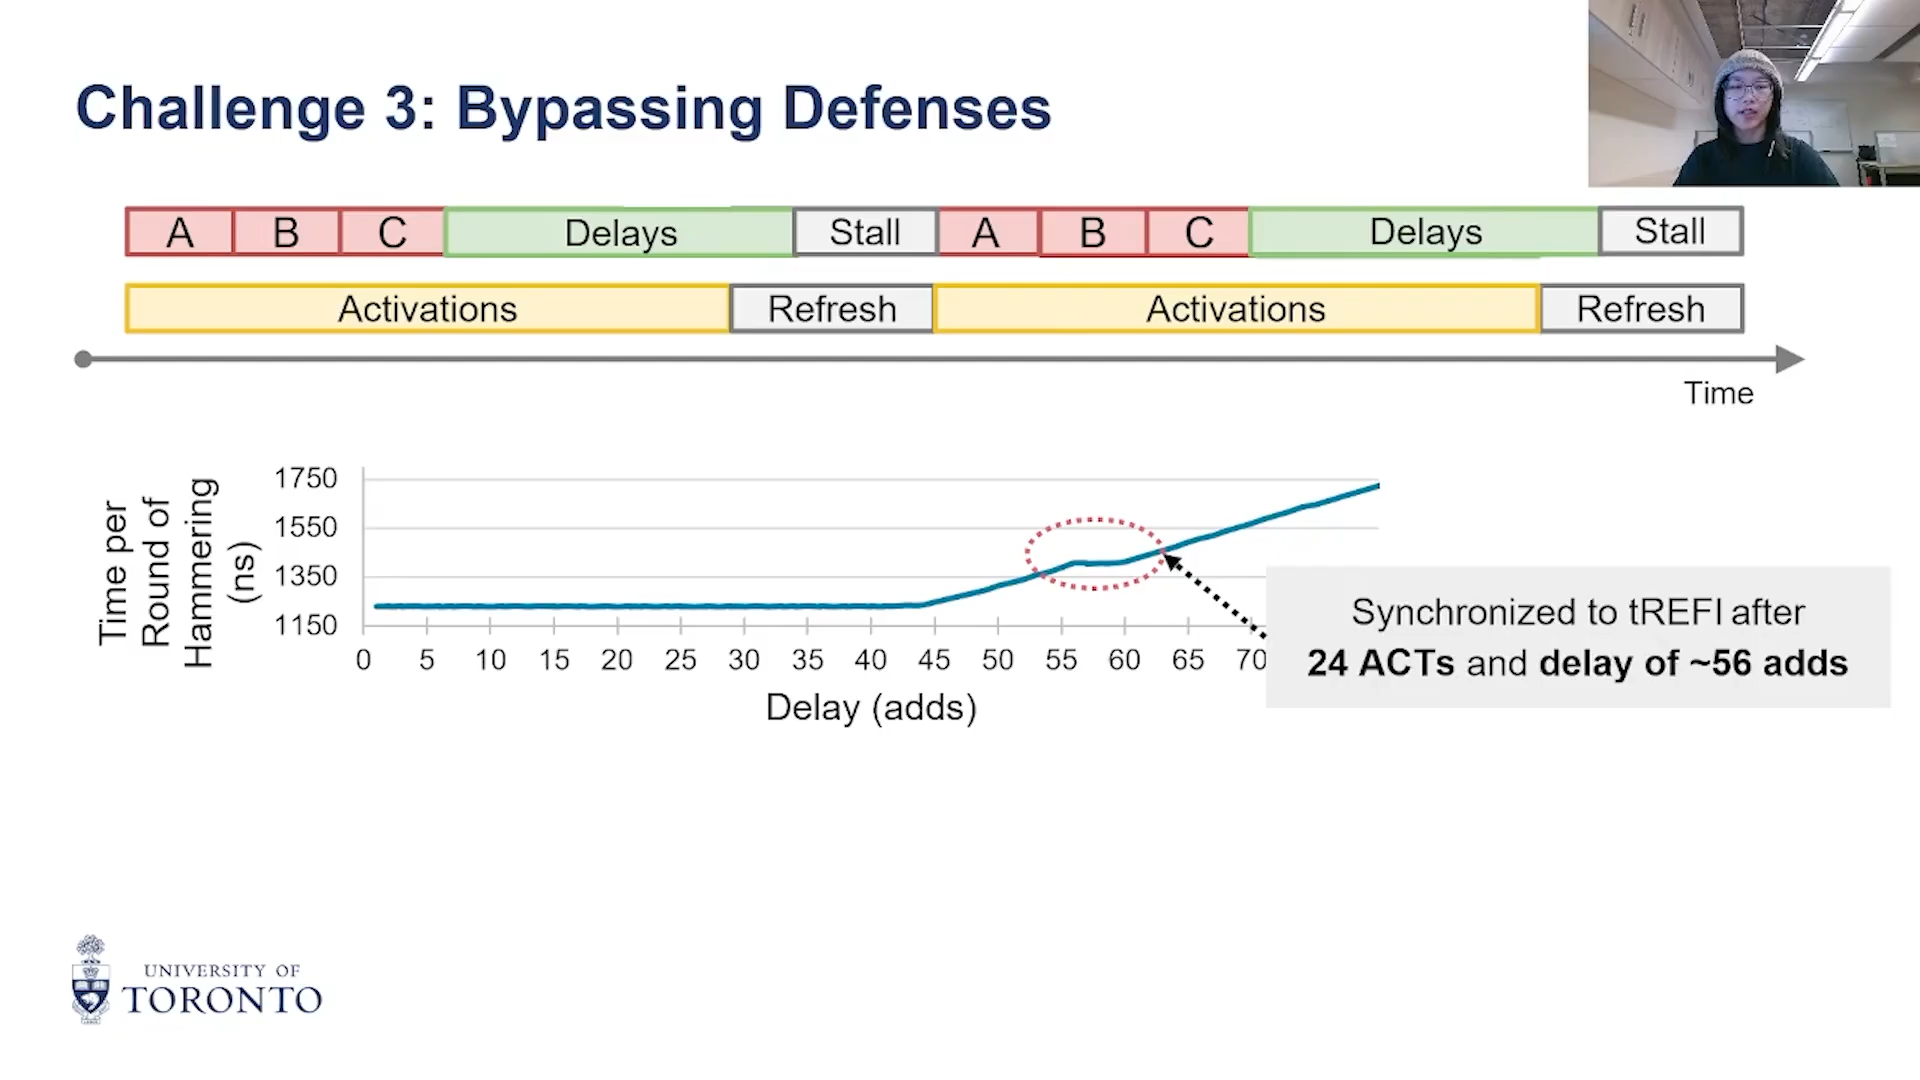 Challenge 3: Bypassing Defenses
A B C Delays Stall A B C Delays Stall
Activations Refresh Activations Refresh
Time
Time per
Round of
Hammering
(ns)
1750
1550
1350
1150
0 5 10 15 20 25 30 35 40 45 50 55 60 65 70
Delay (adds)
Synchronized to tREFI after
24 ACTs and delay of ~56 adds
UNIVERSITY OF
TORONTO